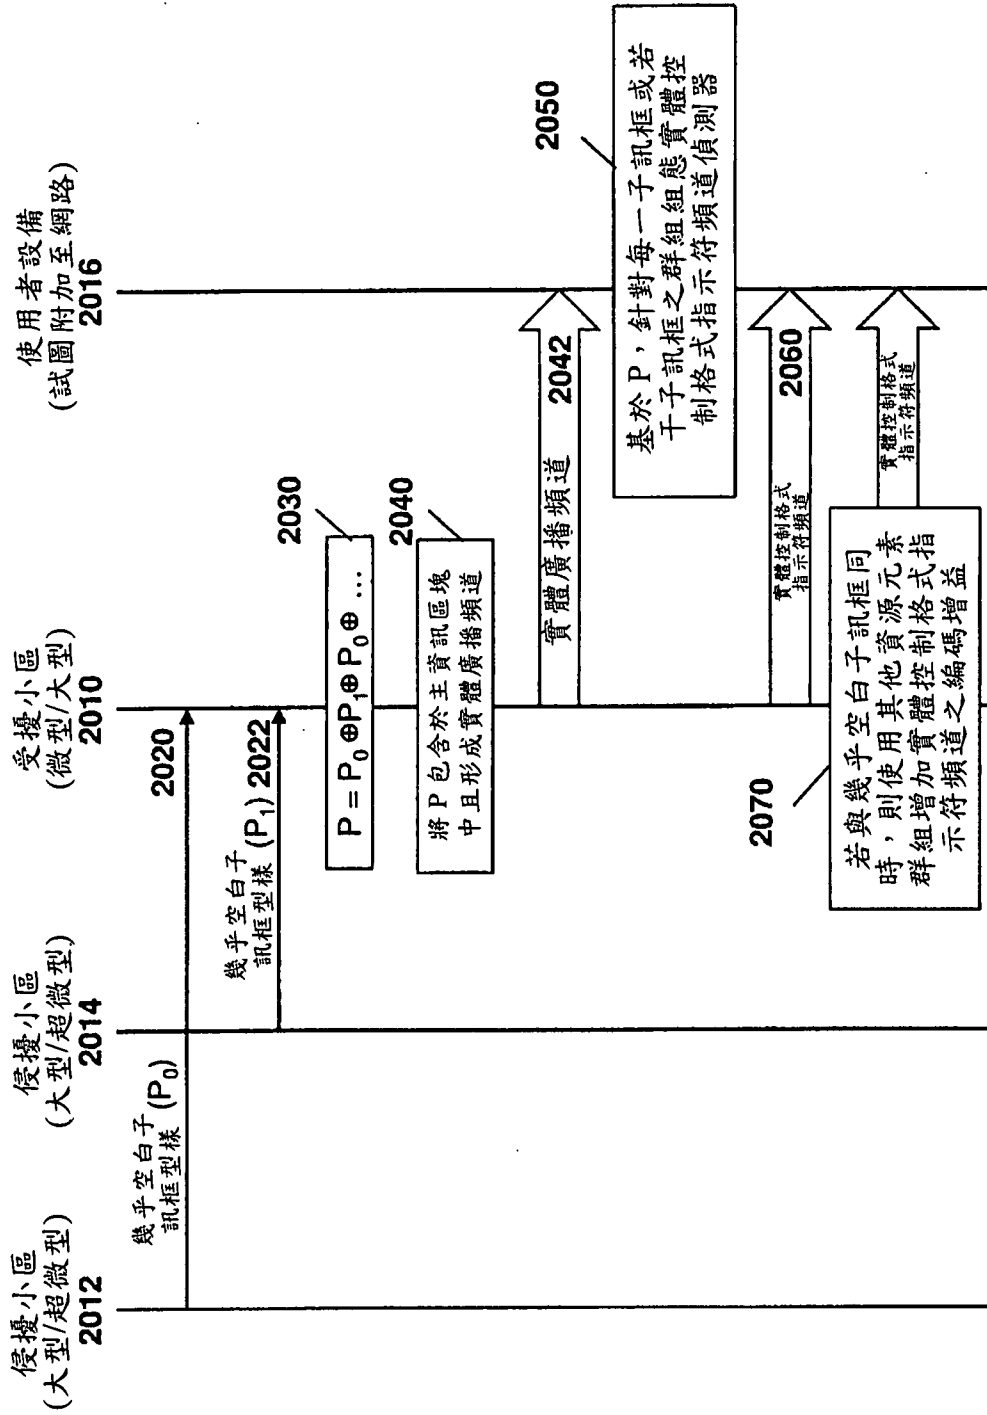 侵擾小區
(大型/超微型)
2012
侵擾小區
(大型/超微型)
2014
受擾小區
(微型/大型)
2010
使用者設備
(試圖附加至網路)
2016
幾乎空白子
訊框型樣 (P₀)
2020
幾乎空白子
訊框型樣 (P₁) 2022
P = P₀⊕P₁⊕P₀⊕ ...
2030
將 P 包含於主資訊區塊
中且形成實體廣播頻道
2040
實體廣播頻道
2042
基於 P,針對每一子訊框或若
干子訊框之群組組態實體控
制格式指示符頻道偵測器
2050
實體控制格式
指示符頻道
2060
若與幾乎空白子訊框同
時,則使用其他資源元素
群組增加實體控制格式指
示符頻道之編碼增益
2070
實體控制格式
指示符頻道